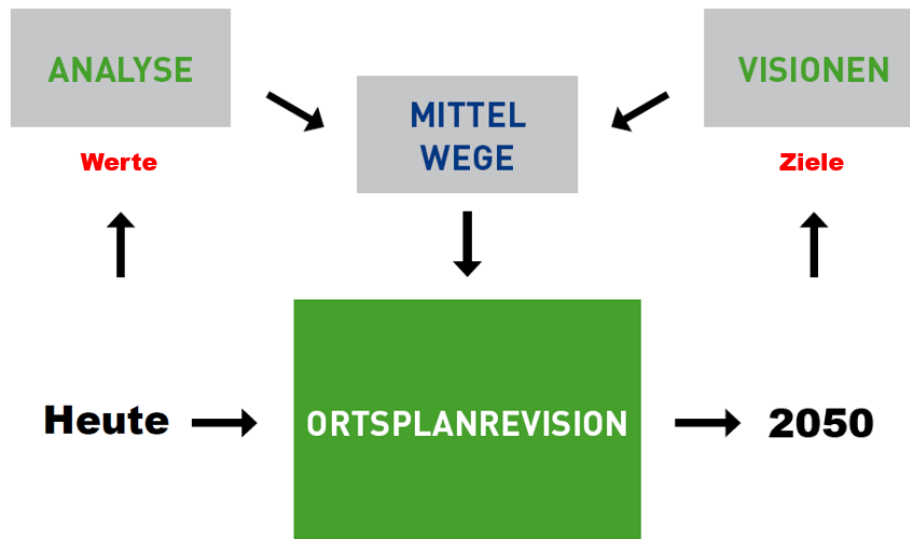 ANALYSE
VISIONEN
MITTEL
WEGE
Werte
Ziele
Heute
ORTSPLANREVISION
2050